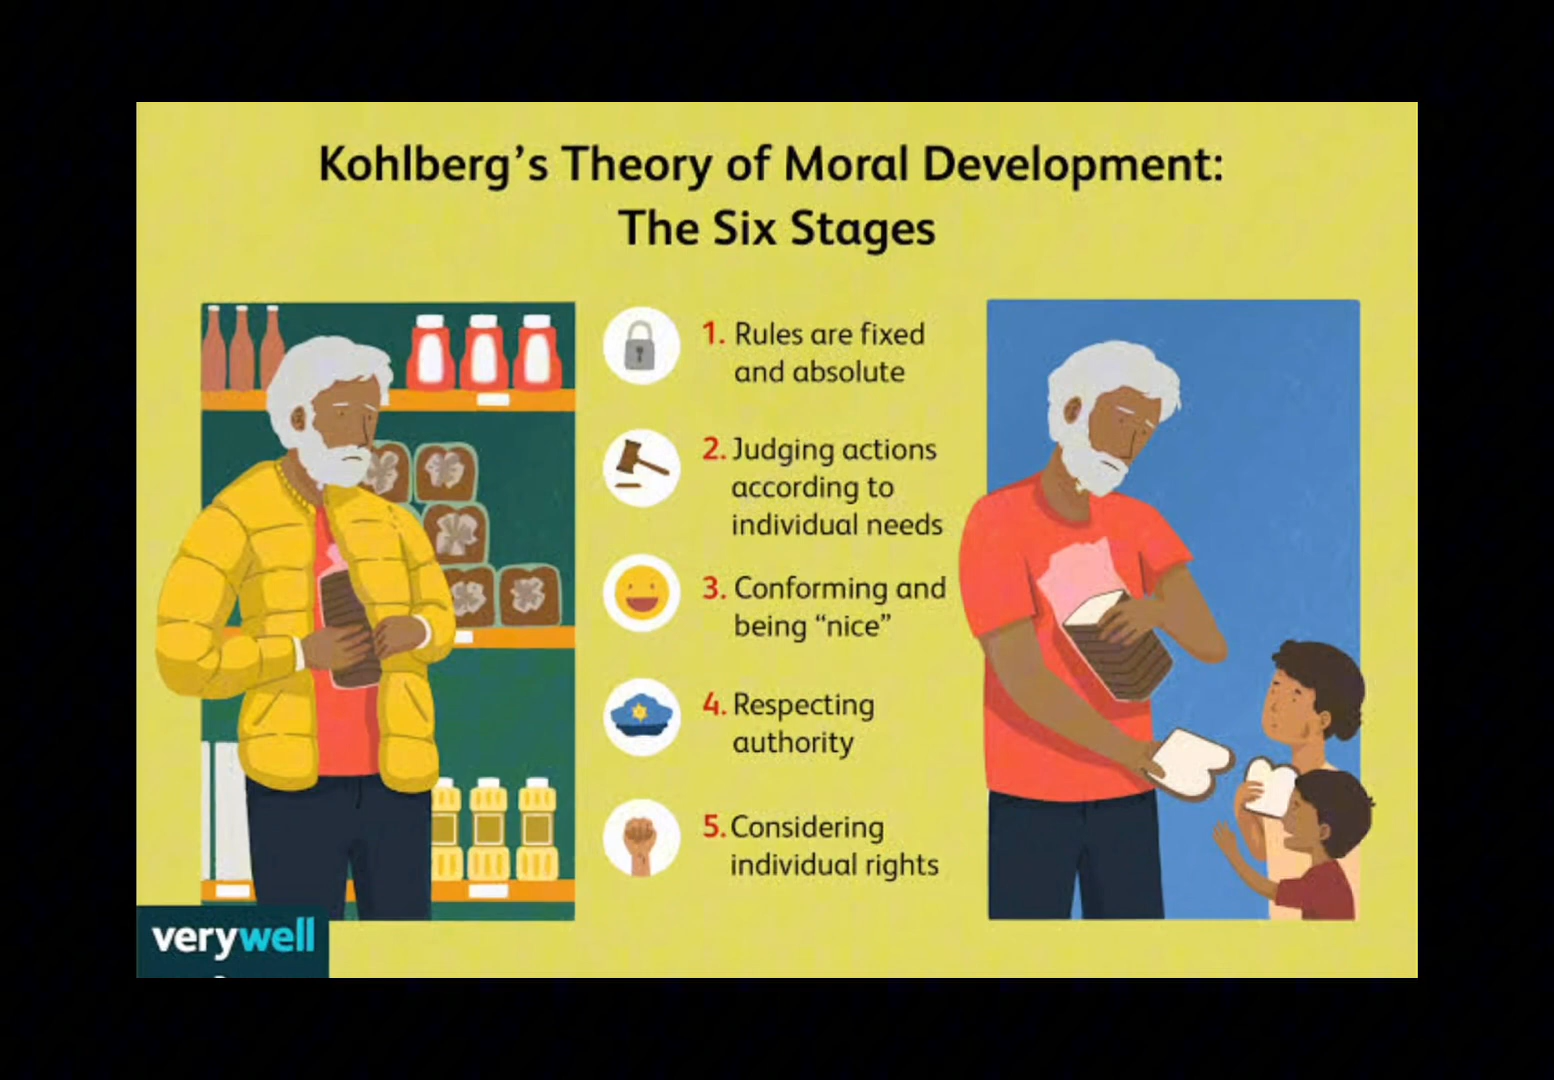 Kohlberg’s Theory of Moral Development:
The Six Stages
1. Rules are fixed
and absolute
2. Judging actions
according to
individual needs
3. Conforming and
being “nice”
4. Respecting
authority
5. Considering
individual rights
verywell